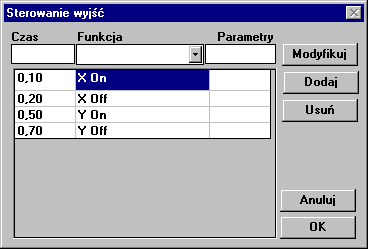 Sterowanie wyjść
Czas Funkcja Parametry
Modyfikuj
0,10 X On
Dodaj
0,20 X Off
0,50 Y On
Usuń
0,70 Y Off
Anuluj
OK